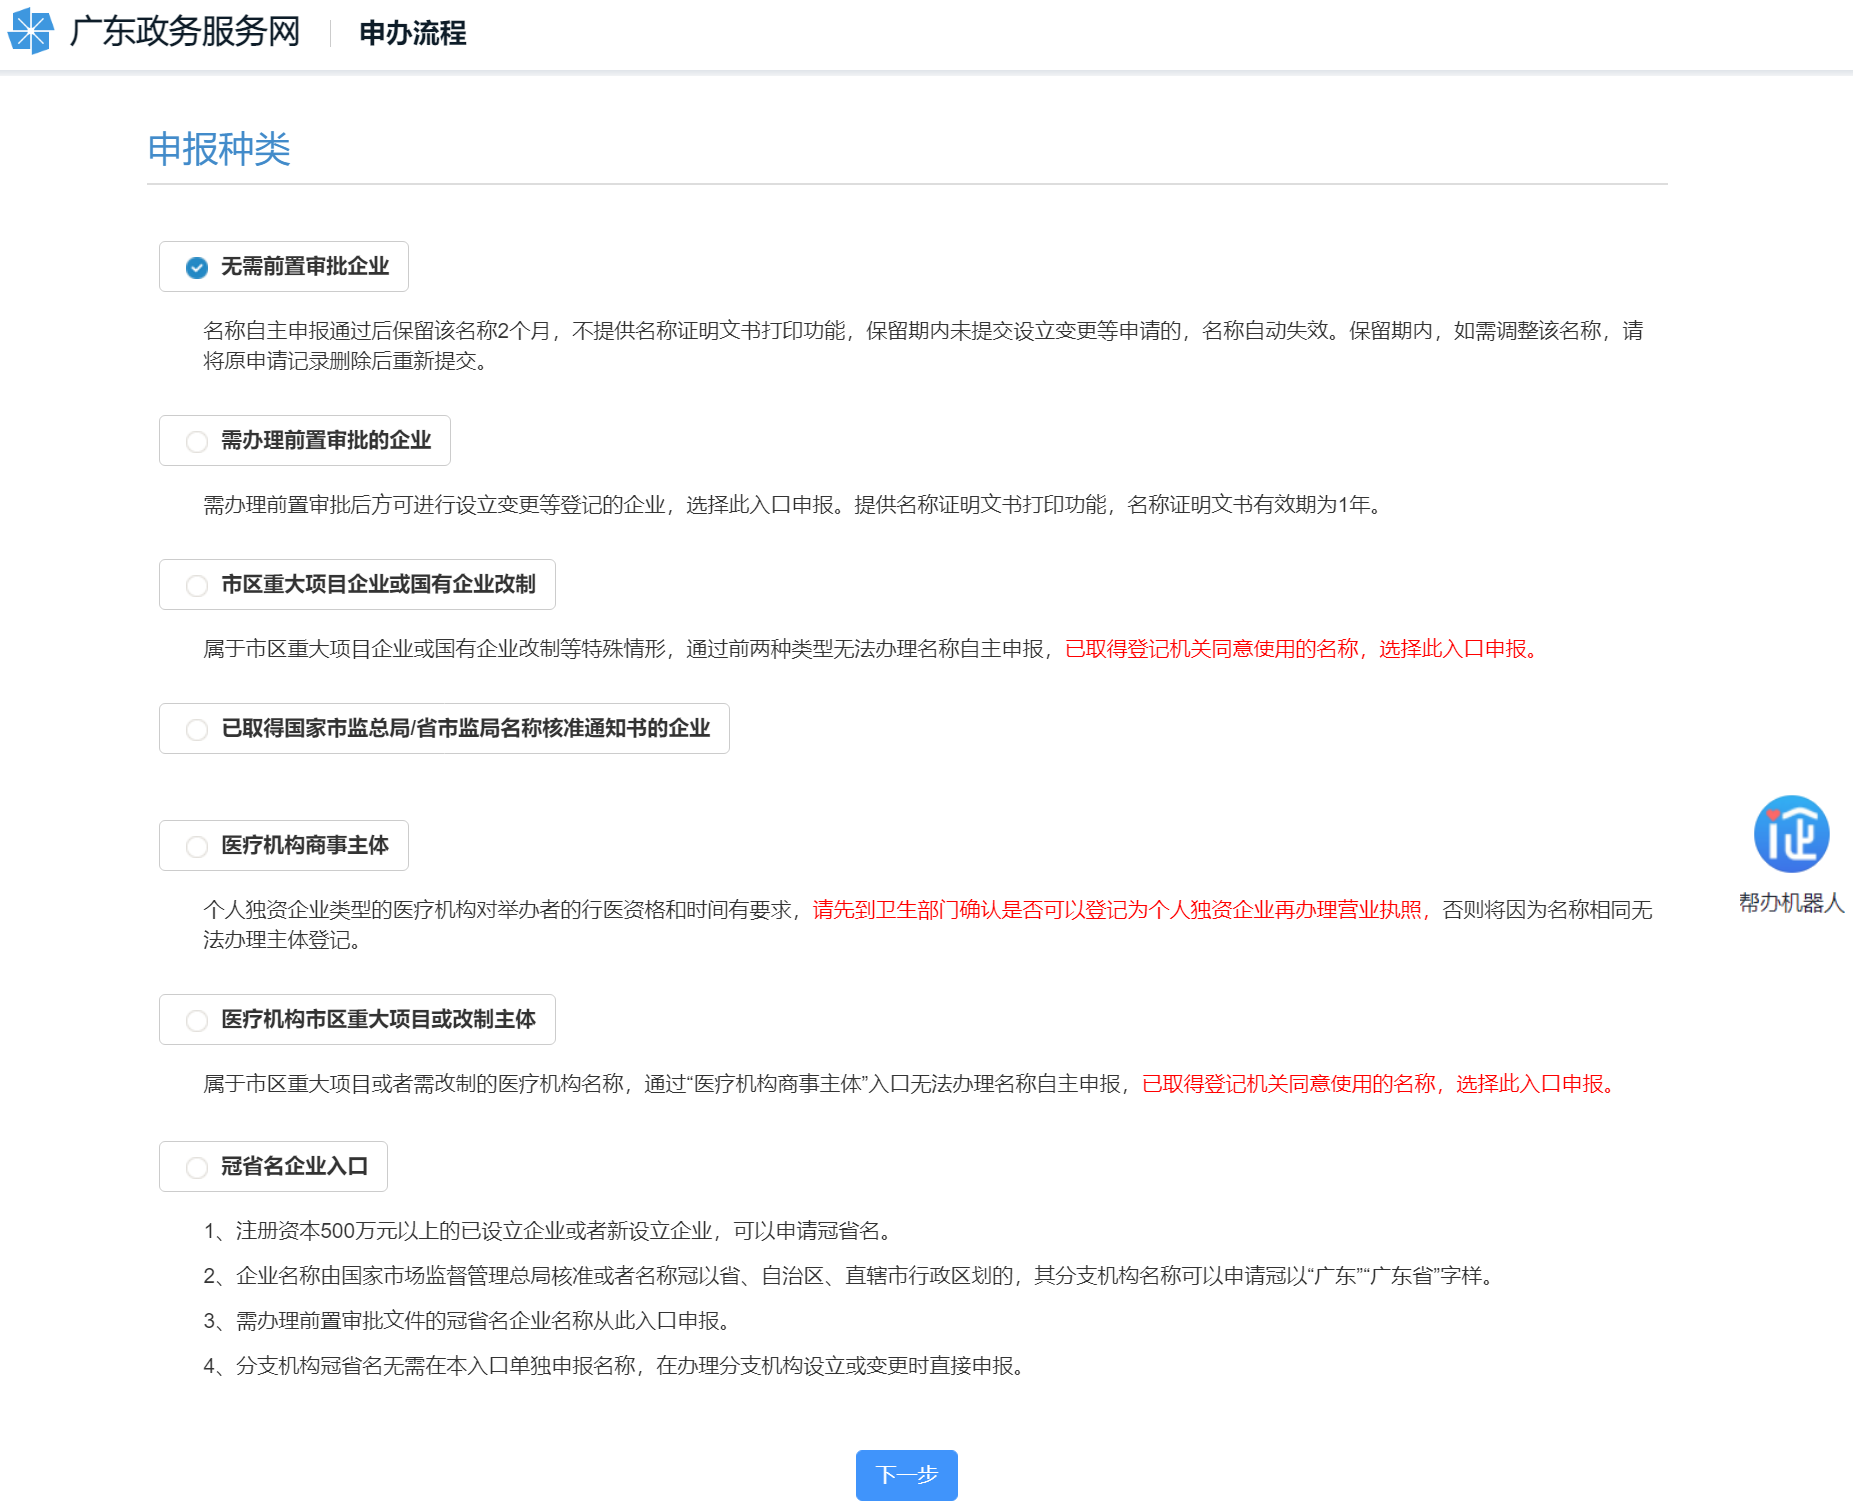 广东政务服务网
申办流程
申报种类
无需前置审批企业
名称自主申报通过后保留该名称2个月，不提供名称证明文书打印功能，保留期内未提交设立变更等申请的，名称自动失效。保留期内，如需调整该名称，请
将原申请记录删除后重新提交。
需办理前置审批的企业
需办理前置审批后方可进行设立变更等登记的企业，选择此入口申报。提供名称证明文书打印功能，名称证明文书有效期为1年。
市区重大项目企业或国有企业改制
属于市区重大项目企业或国有企业改制等特殊情形，通过前两种类型无法办理名称自主申报，已取得登记机关同意使用的名称，选择此入口申报。
已取得国家市监总局/省市监局名称核准通知书的企业
医疗机构商事主体
个人独资企业类型的医疗机构对举办者的行医资格和时间有要求，请先到卫生部门确认是否可以登记为个人独资企业再办理营业执照，否则将因为名称相同无
法办理主体登记。
帮办机器人
医疗机构市区重大项目或改制主体
属于市区重大项目或者需改制的医疗机构名称，通过“医疗机构商事主体”入口无法办理名称自主申报，已取得登记机关同意使用的名称，选择此入口申报。
冠省名企业入口
1、注册资本500万元以上的已设立企业或者新设立企业，可以申请冠省名。
2、企业名称由国家市场监督管理总局核准或者名称冠以省、自治区、直辖市行政区划的，其分支机构名称可以申请冠以“广东”“广东省”字样。
3、需办理前置审批文件的冠省名企业名称从此入口申报。
4、分支机构冠省名无需在本入口单独申报名称，在办理分支机构设立或变更时直接申报。
下一步